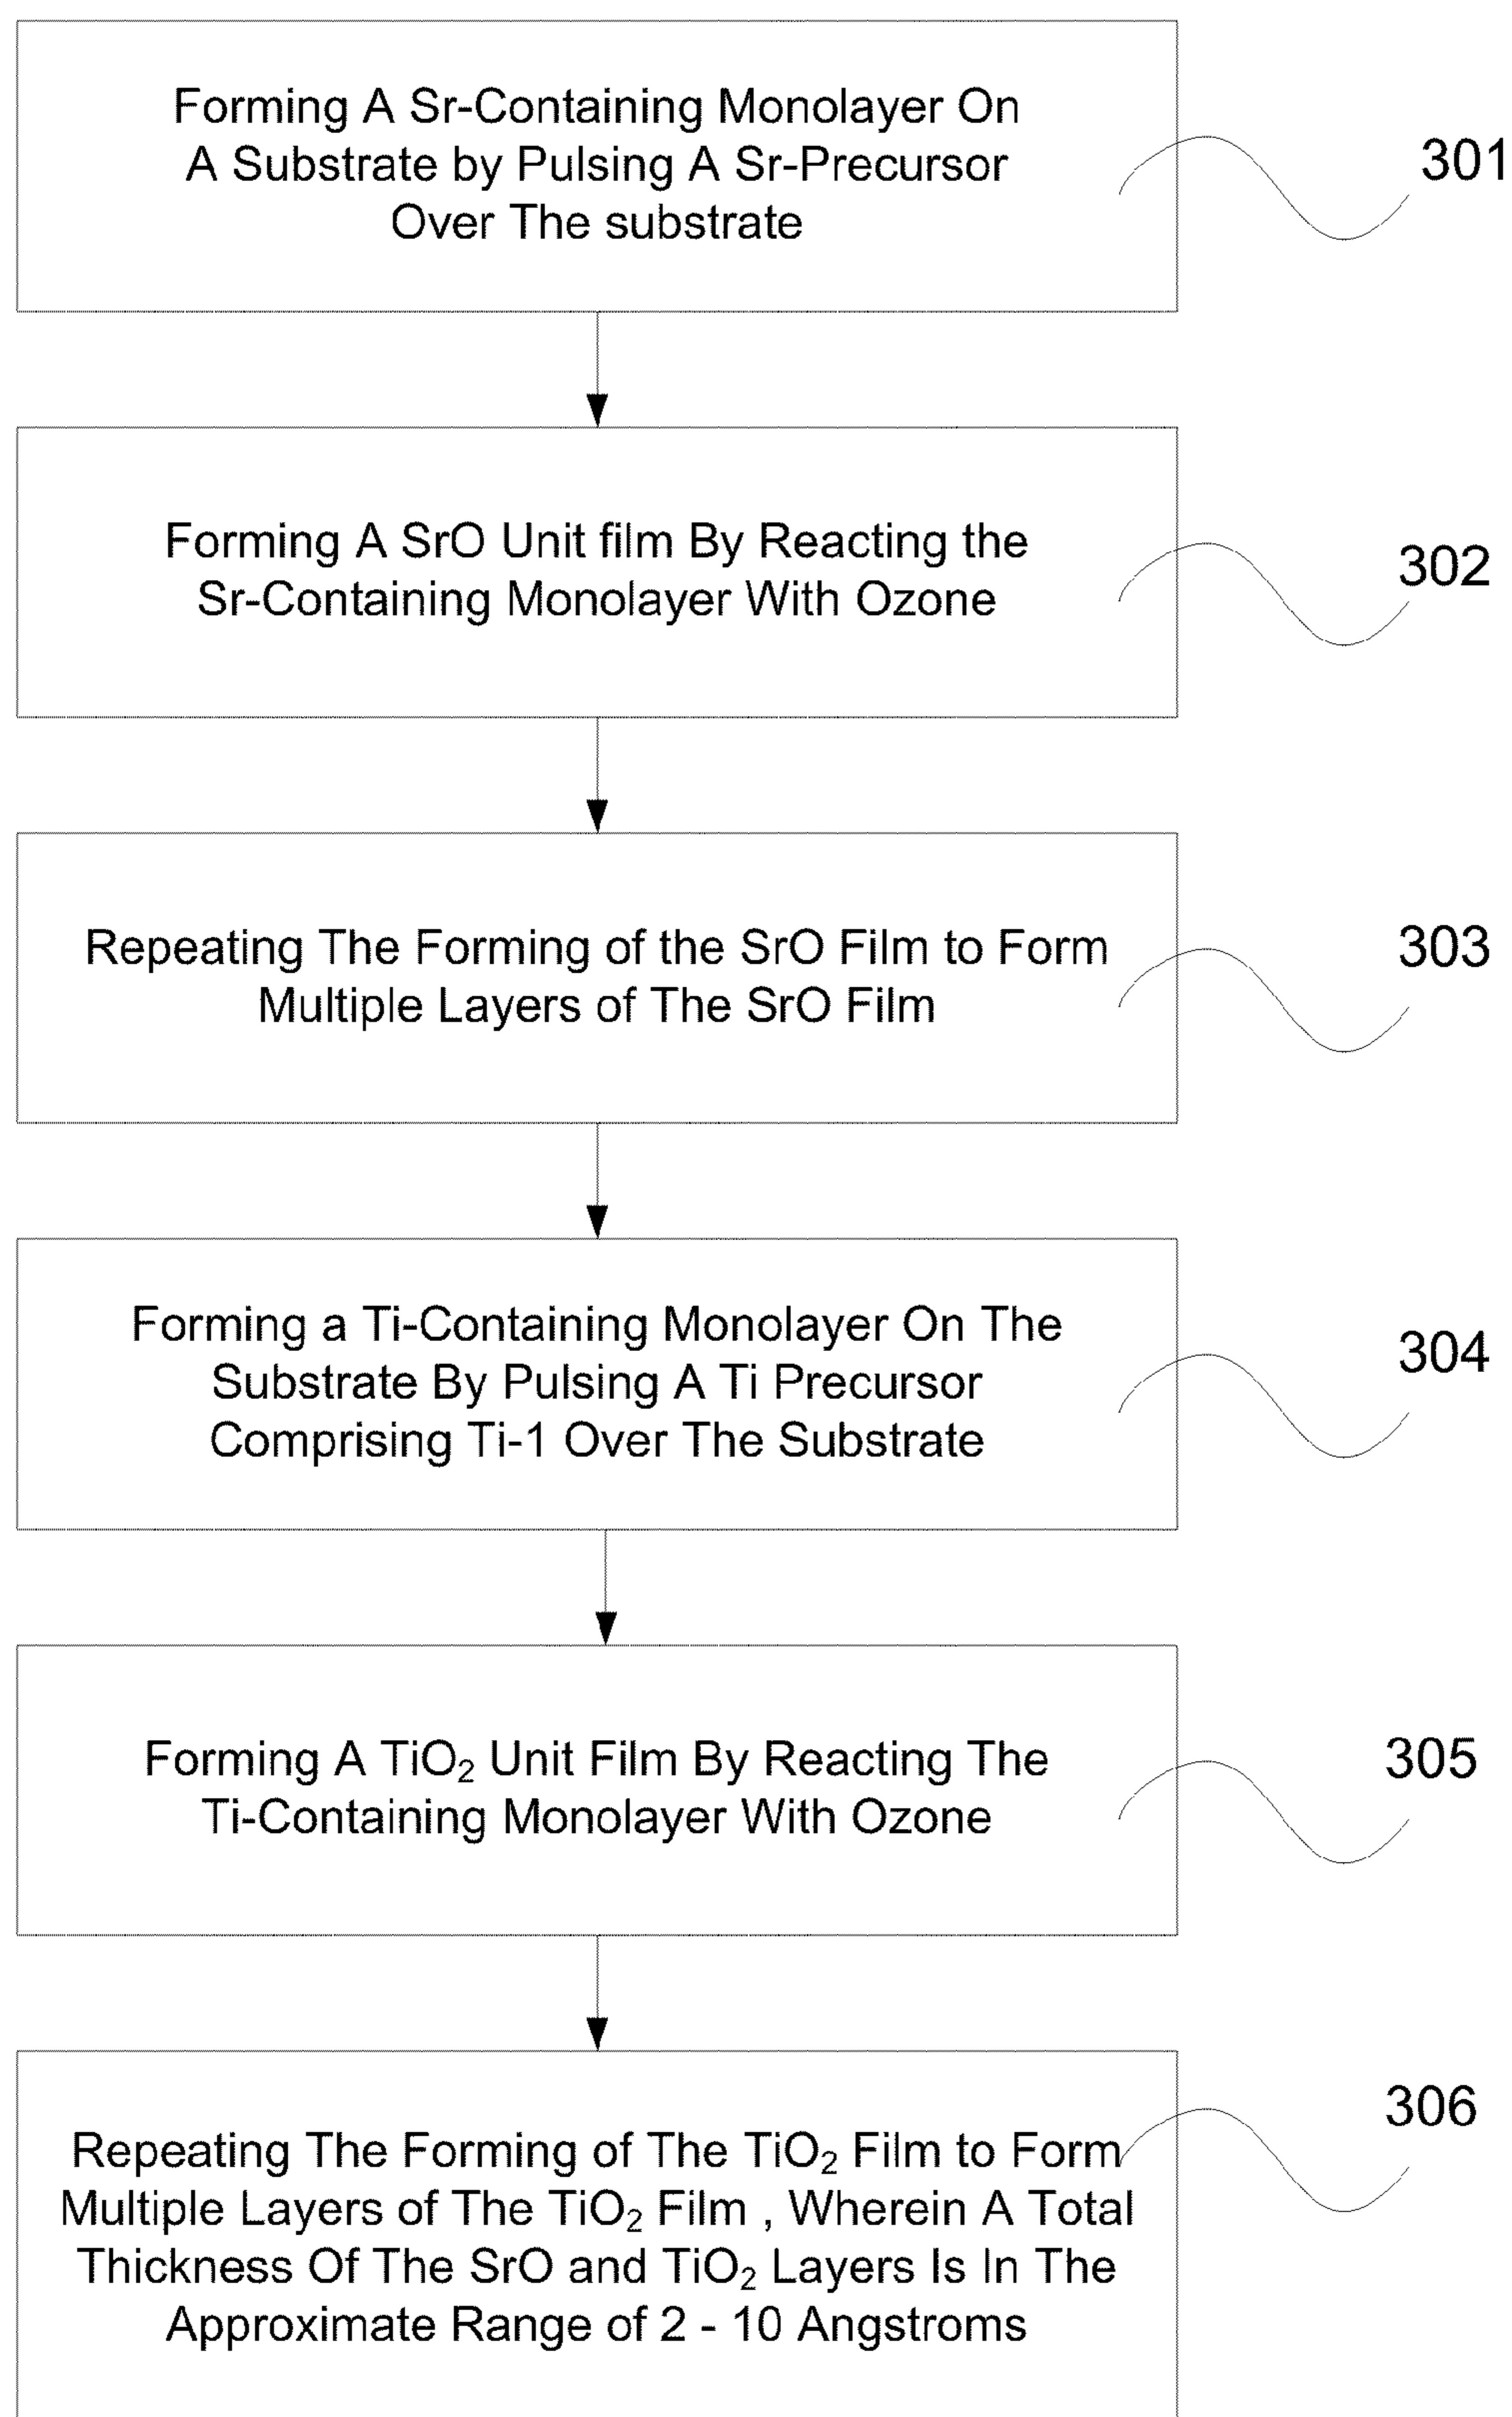 Forming A Sr-Containing Monolayer On
A Substrate by Pulsing A Sr-Precursor
Over The substrate
301
Forming A SrO Unit film By Reacting the
Sr-Containing Monolayer With Ozone
302
Repeating The Forming of the SrO Film to Form
Multiple Layers of The SrO Film
303
Forming a Ti-Containing Monolayer On The
Substrate By Pulsing A Ti Precursor
Comprising Ti-1 Over The Substrate
304
Forming A TiO₂ Unit Film By Reacting The
Ti-Containing Monolayer With Ozone
305
Repeating The Forming of The TiO₂ Film to Form
Multiple Layers of The TiO₂ Film , Wherein A Total
Thickness Of The SrO and TiO₂ Layers Is In The
Approximate Range of 2 - 10 Angstroms
306